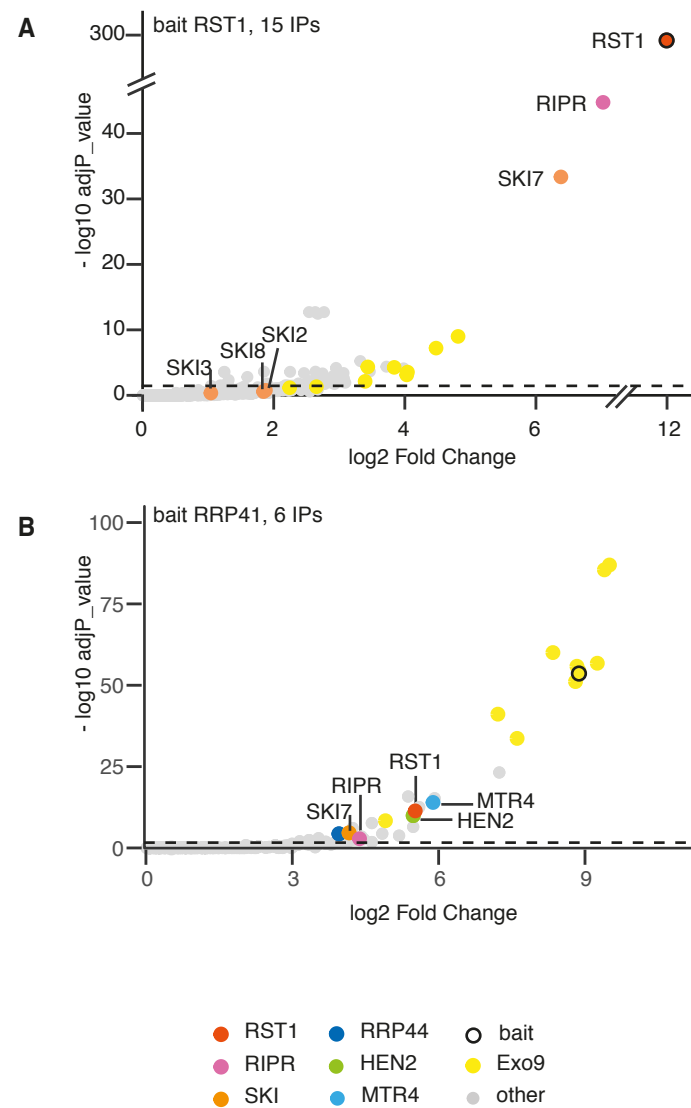 A
bait RST1, 15 IPs
300
RST1
RIPR
- log10 adjP_value
40
SKI7
30
20
10
SKI2
SKI8
SKI3
0
0 2 4 6 12
log2 Fold Change
B
bait RRP41, 6 IPs
100
- log10 adjP_value
75
50
25
RST1
RIPR
MTR4
SKI7
HEN2
0
0 3 6 9
log2 Fold Change
RST1 RRP44 bait
RIPR HEN2 Exo9
SKI MTR4 other